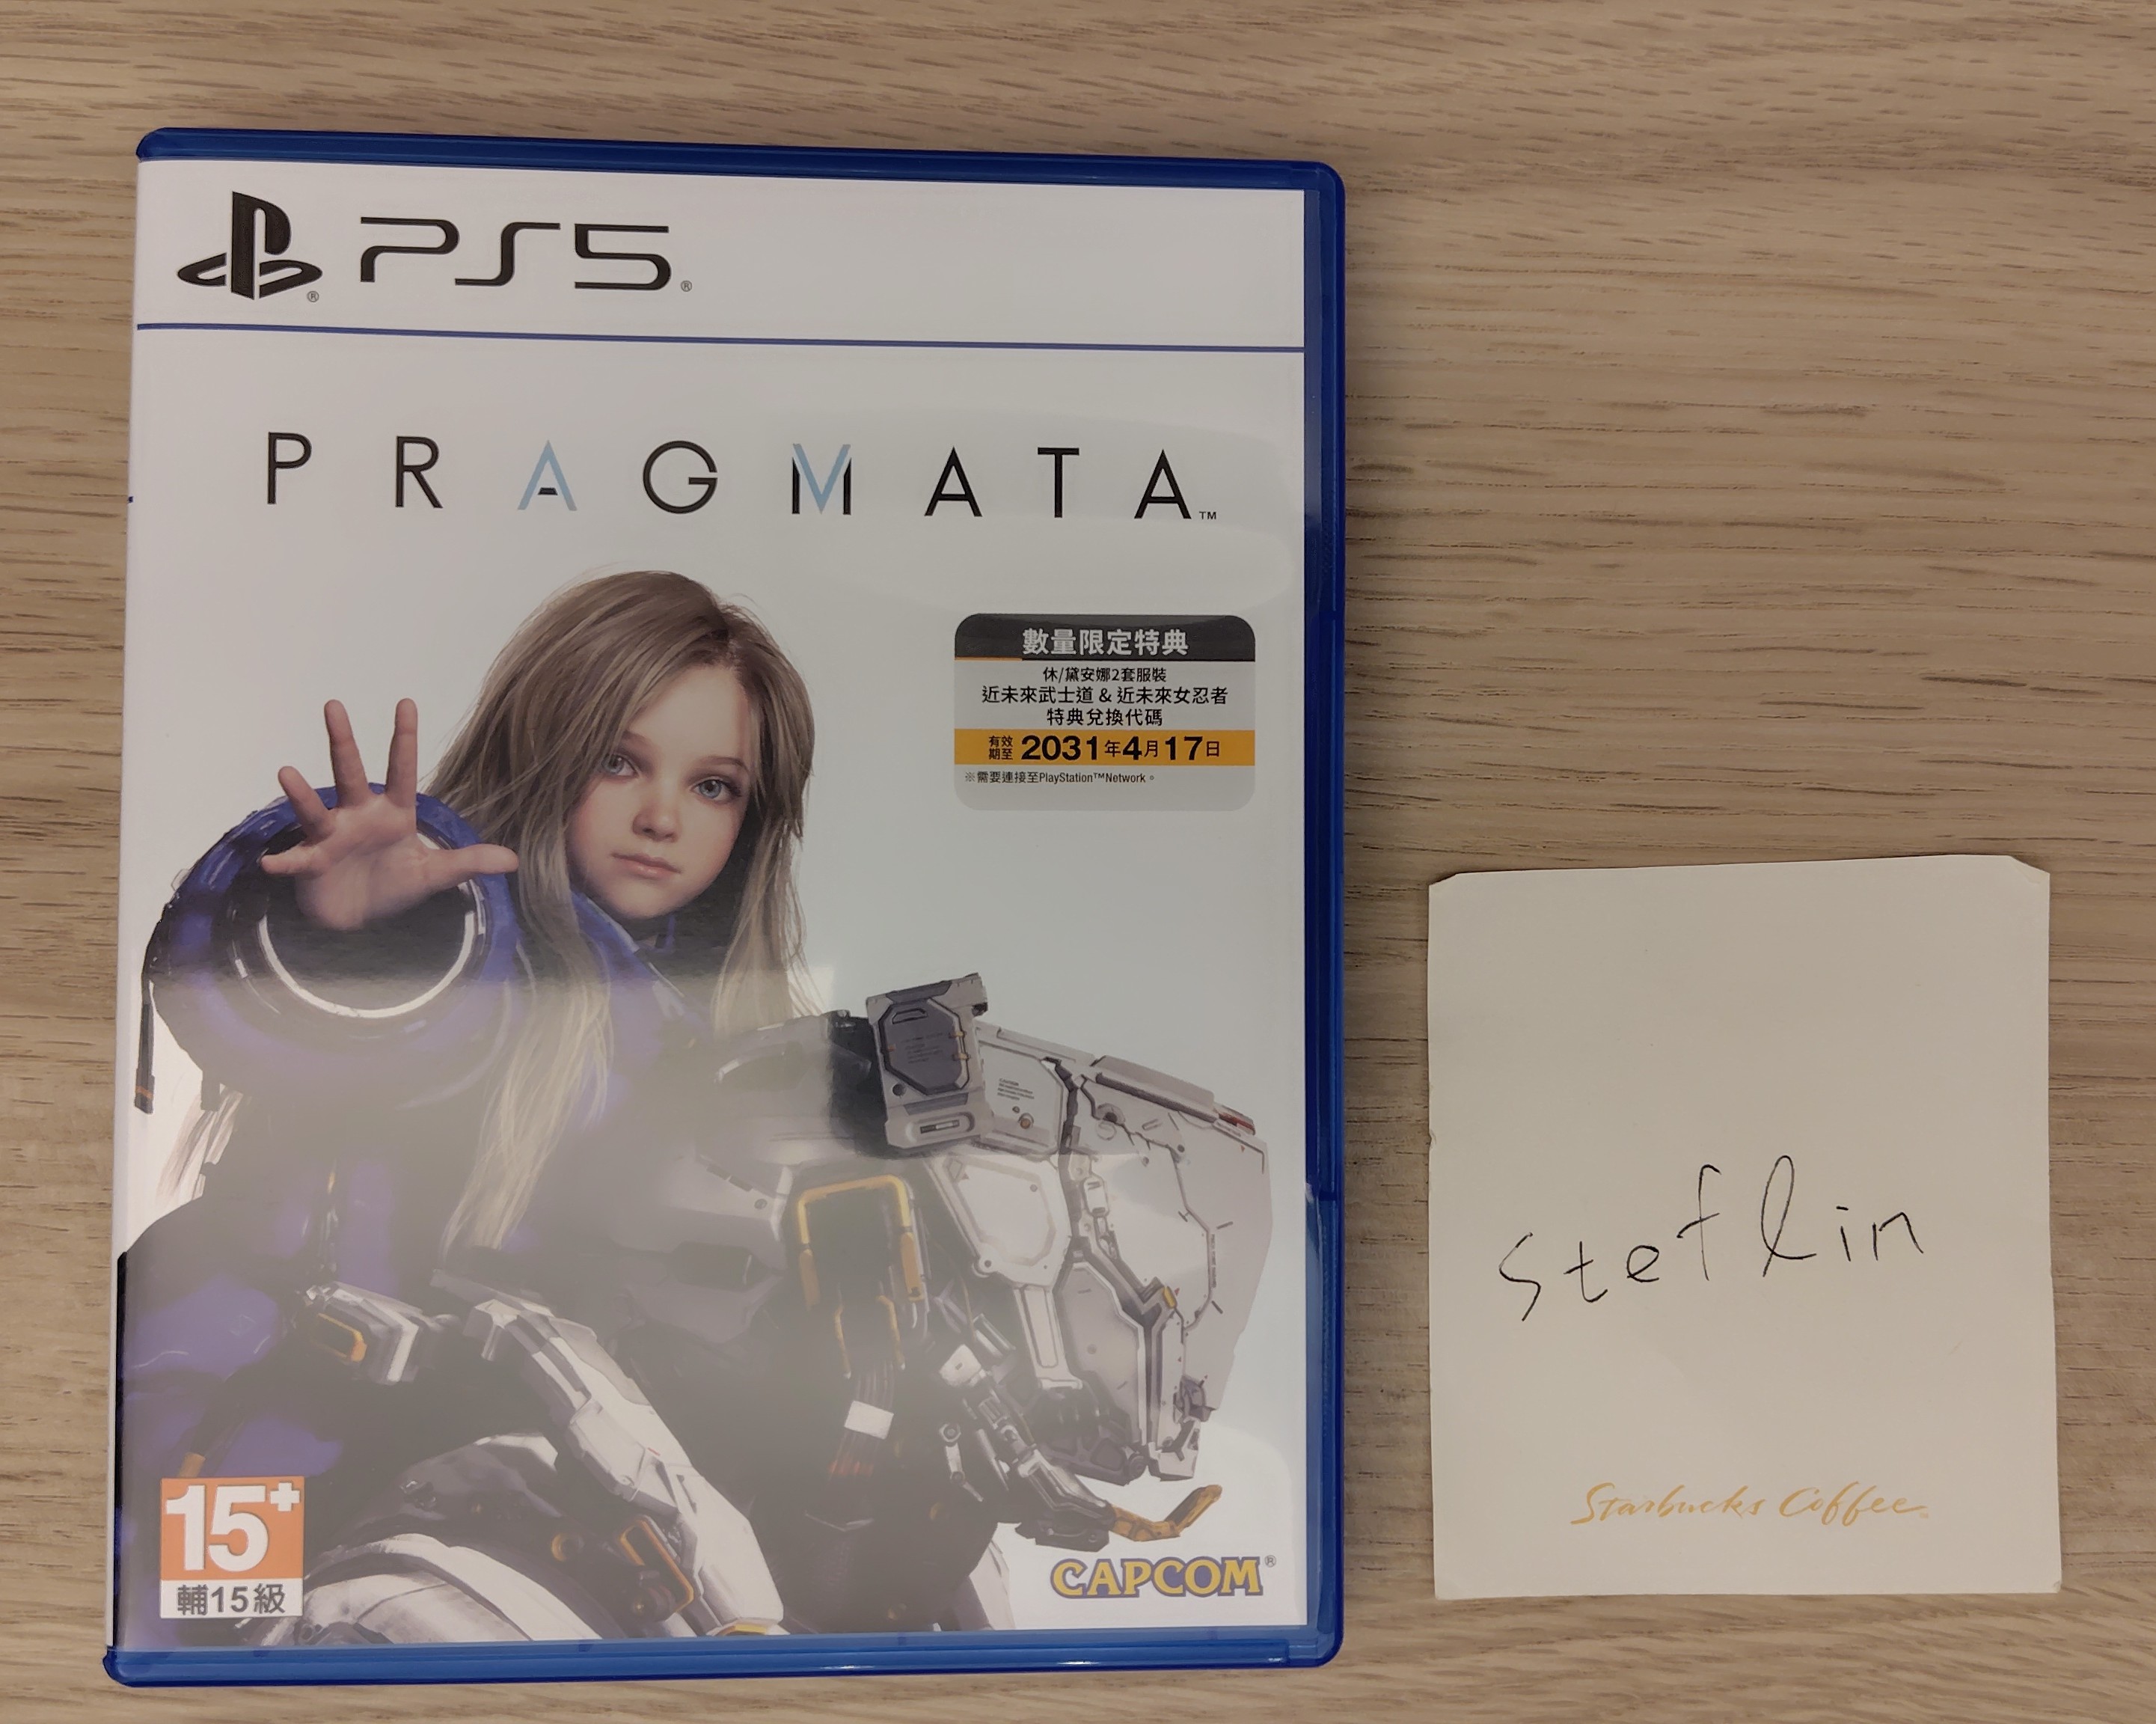 PS5
PRAGMATA™
數量限定特典
休/黛安娜2套服裝
近未來武士道 & 近未來女忍者
特典兌換代碼
有效期至 2031年4月17日
※需要連接至PlayStation™Network。
15+
輔15級
CAPCOM®
steflin
Starbucks Coffee